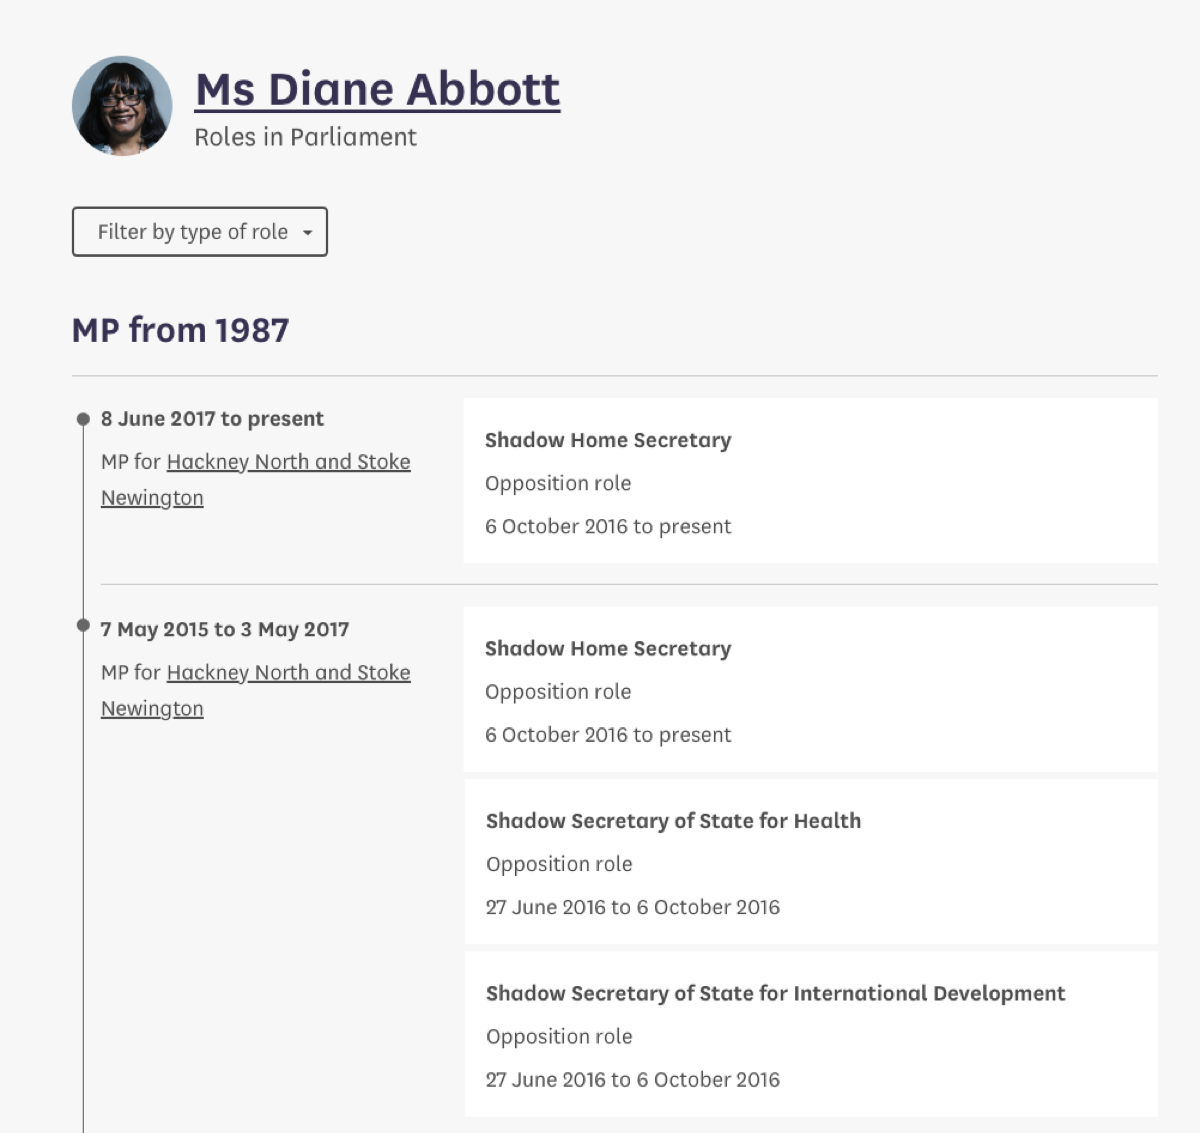 Ms Diane Abbott
Roles in Parliament
Filter by type of role
MP from 1987
8 June 2017 to present
MP for Hackney North and Stoke
Newington
Shadow Home Secretary
Opposition role
6 October 2016 to present
7 May 2015 to 3 May 2017
MP for Hackney North and Stoke
Newington
Shadow Home Secretary
Opposition role
6 October 2016 to present
Shadow Secretary of State for Health
Opposition role
27 June 2016 to 6 October 2016
Shadow Secretary of State for International Development
Opposition role
27 June 2016 to 6 October 2016